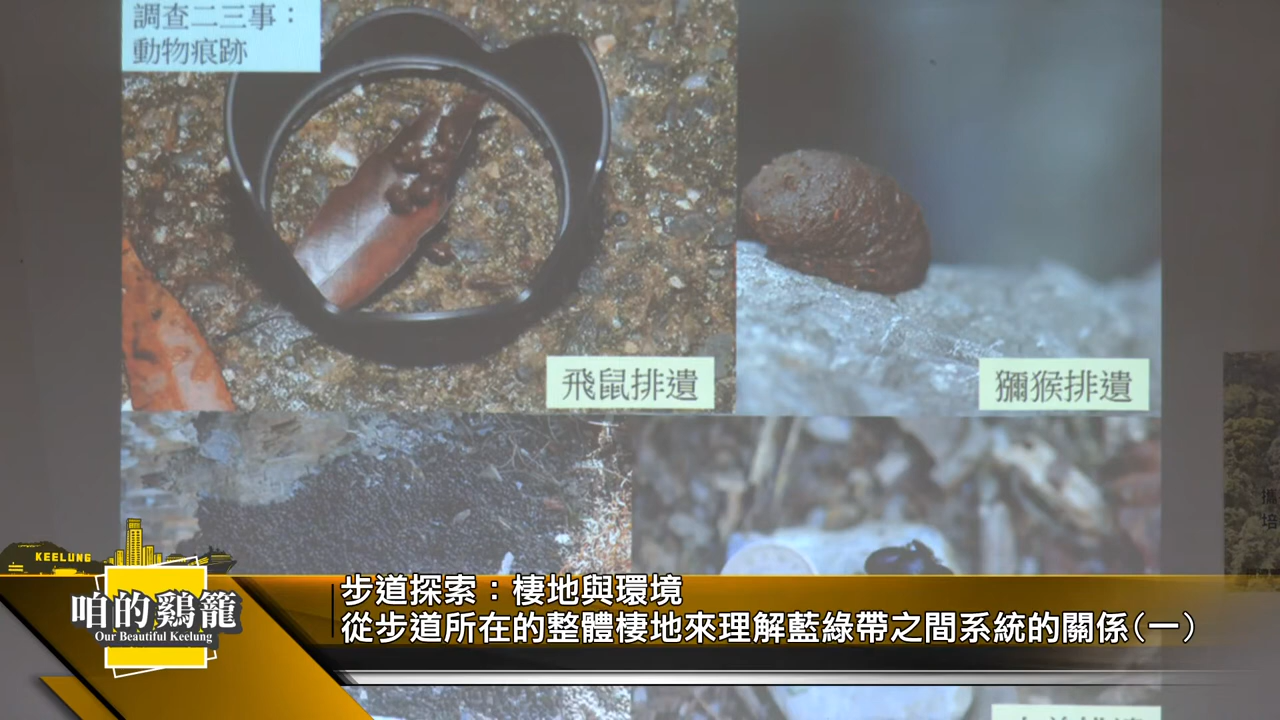 調查二三事：
動物痕跡
飛鼠排遺
獼猴排遺
KEELUNG
咱的鷄籠
Our Beautiful Keelung
步道探索：棲地與環境
從步道所在的整體棲地來理解藍綠帶之間系統的關係(一)